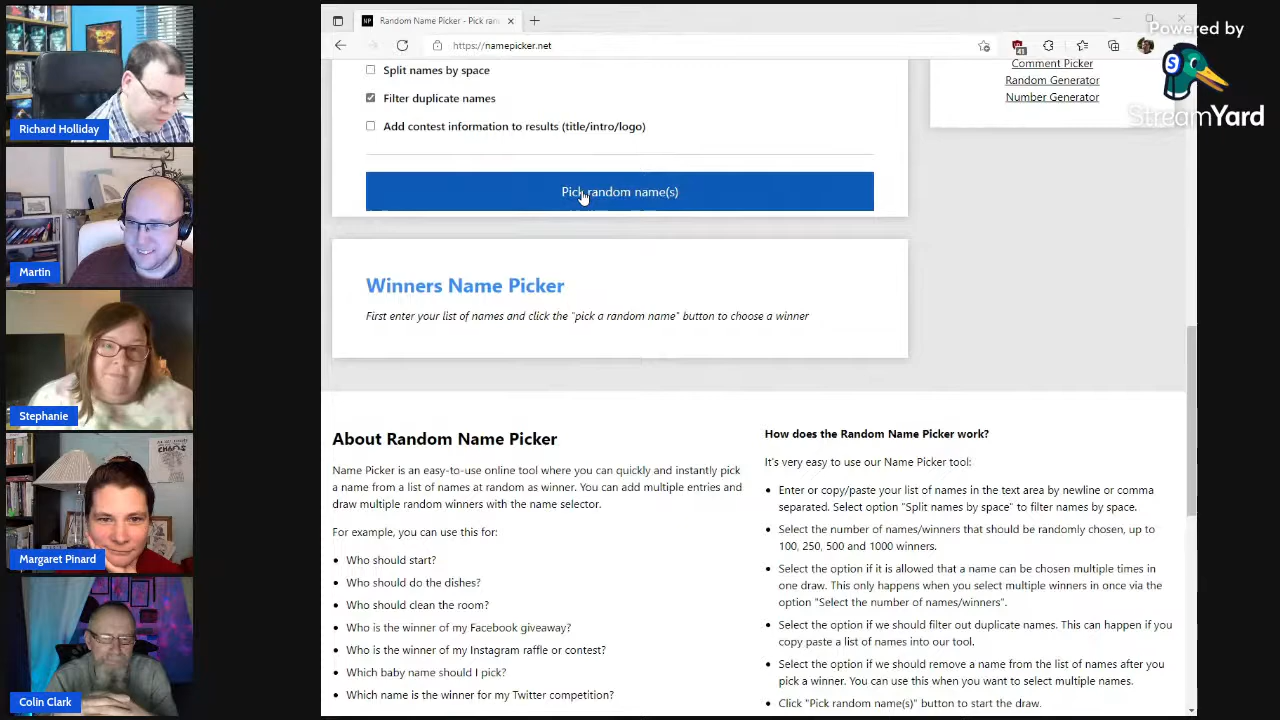 Random Name Picker - Pick ran
https://namepicker.net
Powered by
StreamYard
Split names by space
Filter duplicate names
Add contest information to results (title/intro/logo)
Pick random name(s)
Comment Picker
Random Generator
Number Generator
Winners Name Picker
First enter your list of names and click the "pick a random name" button to choose a winner
About Random Name Picker
Name Picker is an easy-to-use online tool where you can quickly and instantly pick
a name from a list of names at random as winner. You can add multiple entries and
draw multiple random winners with the name selector.
For example, you can use this for:
Who should start?
Who should do the dishes?
Who should clean the room?
Who is the winner of my Facebook giveaway?
Who is the winner of my Instagram raffle or contest?
Which baby name should I pick?
Which name is the winner for my Twitter competition?
How does the Random Name Picker work?
It's very easy to use our Name Picker tool:
Enter or copy/paste your list of names in the text area by newline or comma
separated. Select option "Split names by space" to filter names by space.
Select the number of names/winners that should be randomly chosen, up to
100, 250, 500 and 1000 winners.
Select the option if it is allowed that a name can be chosen multiple times in
one draw. This only happens when you select multiple winners in once via the
option "Select the number of names/winners".
Select the option if we should filter out duplicate names. This can happen if you
copy paste a list of names into our tool.
Select the option if we should remove a name from the list of names after you
pick a winner. You can use this when you want to select multiple names.
Click "Pick random name(s)" button to start the draw.
Richard Holliday
Martin
Stephanie
CHAOS
Margaret Pinard
Colin Clark